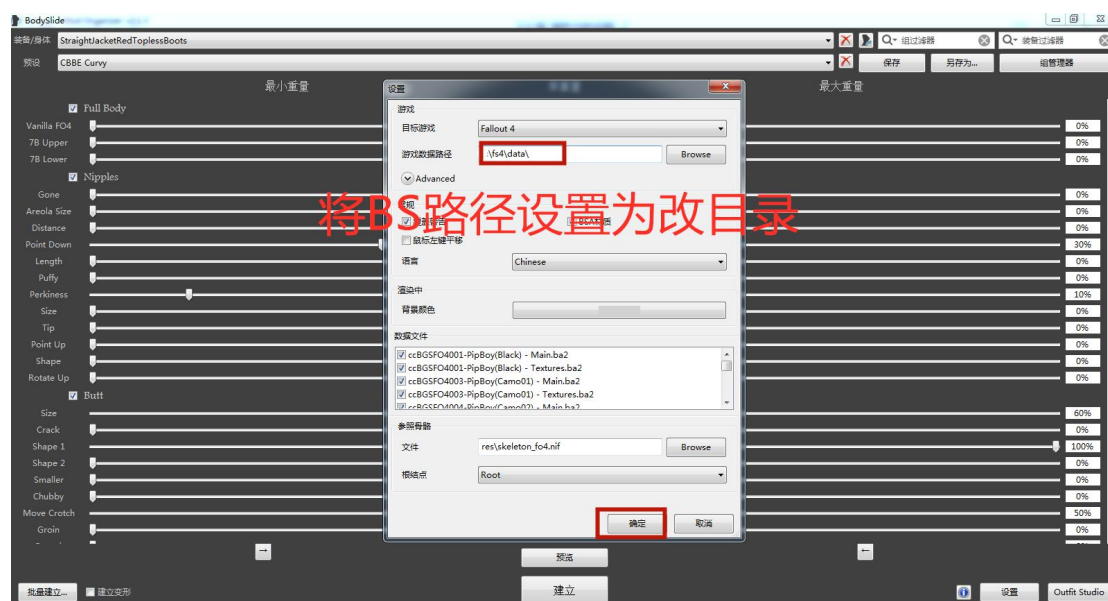 BodySlide
装备/身体 StraightJacketRedToplessBoots 组过滤器 装备过滤器
预设 CBBE Curvy 保存 另存为... 组管理器
最小重量 最大重量
Full Body
Vanilla FO4 0%
7B Upper 0%
7B Lower 0%
Nipples
Gone 0%
Areola Size 0%
Distance 0%
Point Down 30%
Length 0%
Puffy 0%
Perkiness 10%
Size 0%
Tip 0%
Point Up 0%
Shape 0%
Rotate Up 0%
Butt
Size 60%
Crack 0%
Shape 1 100%
Shape 2 0%
Smaller 0%
Chubby 0%
Move Crotch 50%
Groin 0%
设置
游戏
目标游戏 Fallout 4
游戏数据路径 :\fs4\data\ Browse
Advanced
将BS路径设置为改目录
鼠标左键平移
语言 Chinese
渲染中
背景颜色
数据文件
ccBGSFO4001-PipBoy(Black) - Main.ba2
ccBGSFO4001-PipBoy(Black) - Textures.ba2
ccBGSFO4003-PipBoy(Camo01) - Main.ba2
ccBGSFO4003-PipBoy(Camo01) - Textures.ba2
ccBGSFO4004-PipBoy(Camo02) - Main.ba2
参照骨骼
文件 res\skeleton_fo4.nif Browse
根结点 Root
确定 取消
→ 预览 ←
批量建立... 建立变形 建立 设置 Outfit Studio